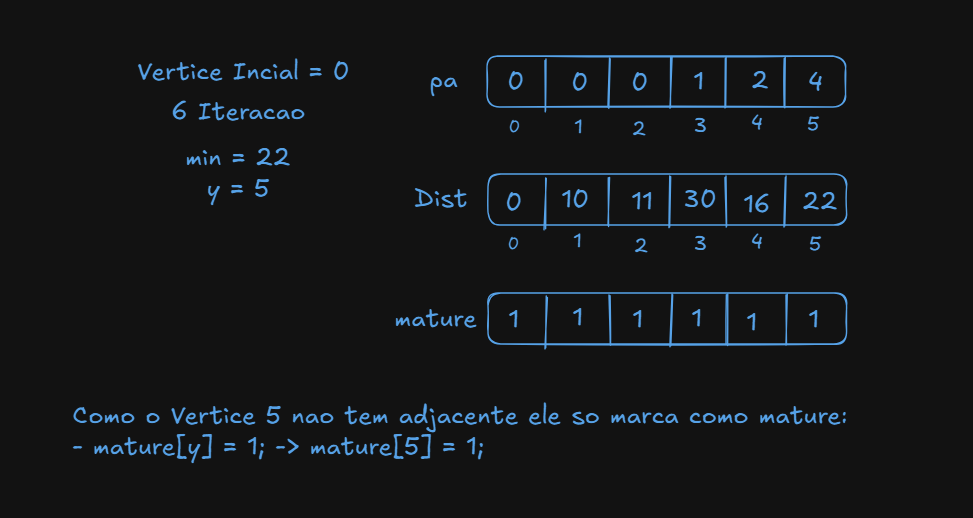 Vertice Incial = 0
6 Iteracao
min = 22
y = 5
pa 0 0 0 1 2 4
0 1 2 3 4 5
Dist 0 10 11 30 16 22
0 1 2 3 4 5
mature 1 1 1 1 1 1
Como o Vertice 5 nao tem adjacente ele so marca como mature:
- mature[y] = 1; -> mature[5] = 1;